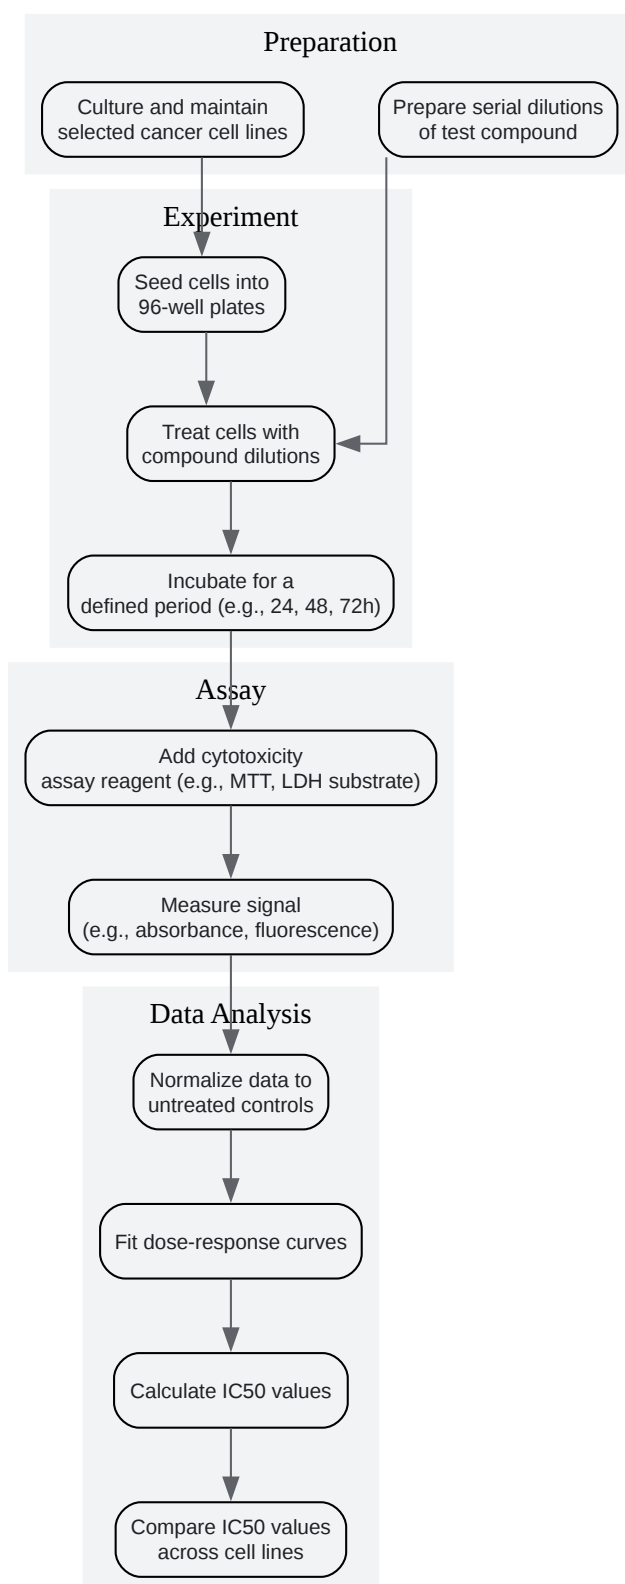 Preparation
Culture and maintain
selected cancer cell lines
Prepare serial dilutions
of test compound
Experiment
Seed cells into
96-well plates
Treat cells with
compound dilutions
Incubate for a
defined period (e.g., 24, 48, 72h)
Assay
Add cytotoxicity
assay reagent (e.g., MTT, LDH substrate)
Measure signal
(e.g., absorbance, fluorescence)
Data Analysis
Normalize data to
untreated controls
Fit dose-response curves
Calculate IC50 values
Compare IC50 values
across cell lines